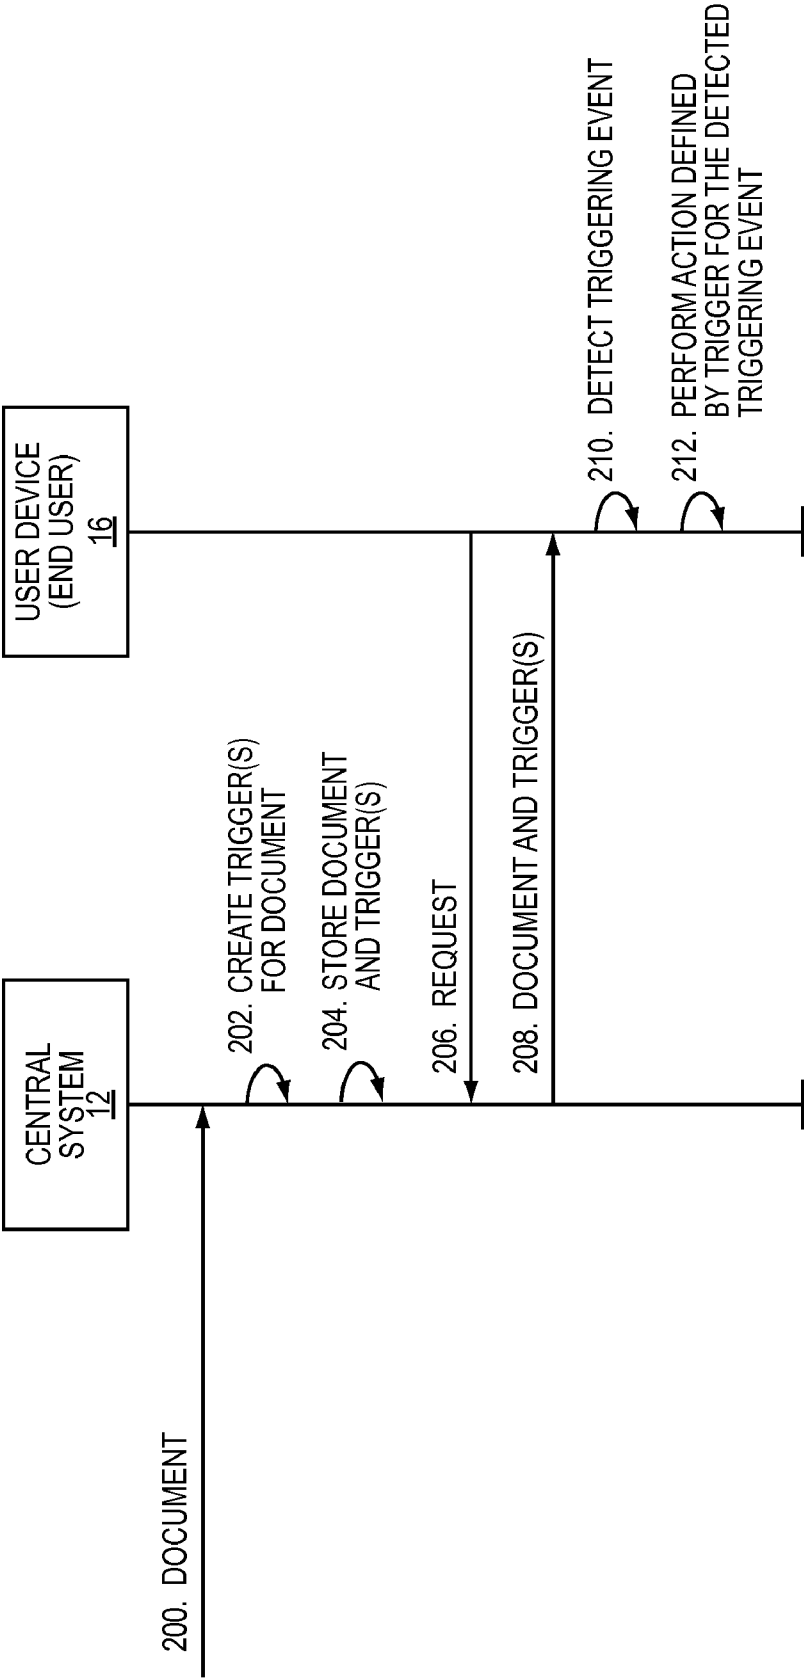 CENTRAL
SYSTEM
12
USER DEVICE
(END USER)
16
200. DOCUMENT
202. CREATE TRIGGER(S)
FOR DOCUMENT
204. STORE DOCUMENT
AND TRIGGER(S)
206. REQUEST
208. DOCUMENT AND TRIGGER(S)
210. DETECT TRIGGERING EVENT
212. PERFORM ACTION DEFINED
BY TRIGGER FOR THE DETECTED
TRIGGERING EVENT